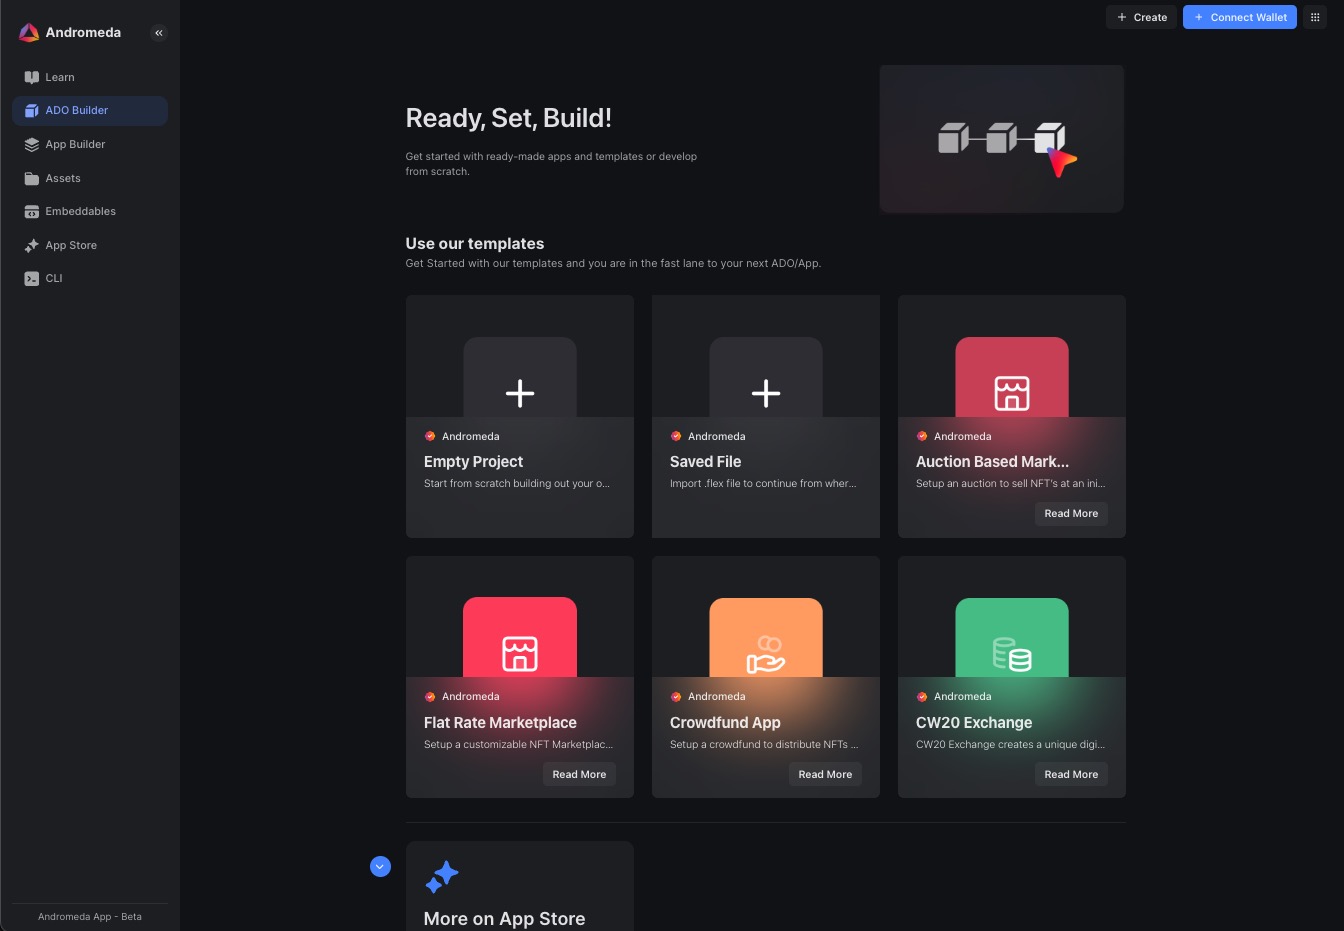 Andromeda
Learn
ADO Builder
App Builder
Assets
Embeddables
App Store
CLI
Andromeda App - Beta
Create
Connect Wallet
Ready, Set, Build!
Get started with ready-made apps and templates or develop
from scratch.
Use our templates
Get Started with our templates and you are in the fast lane to your next ADO/App.
Andromeda
Empty Project
Start from scratch building out your o...
Andromeda
Saved File
Import .flex file to continue from wher...
Andromeda
Auction Based Mark...
Setup an auction to sell NFT's at an ini...
Read More
Andromeda
Flat Rate Marketplace
Setup a customizable NFT Marketplac...
Read More
Andromeda
Crowdfund App
Setup a crowdfund to distribute NFTs ...
Read More
Andromeda
CW20 Exchange
CW20 Exchange creates a unique digi...
Read More
More on App Store